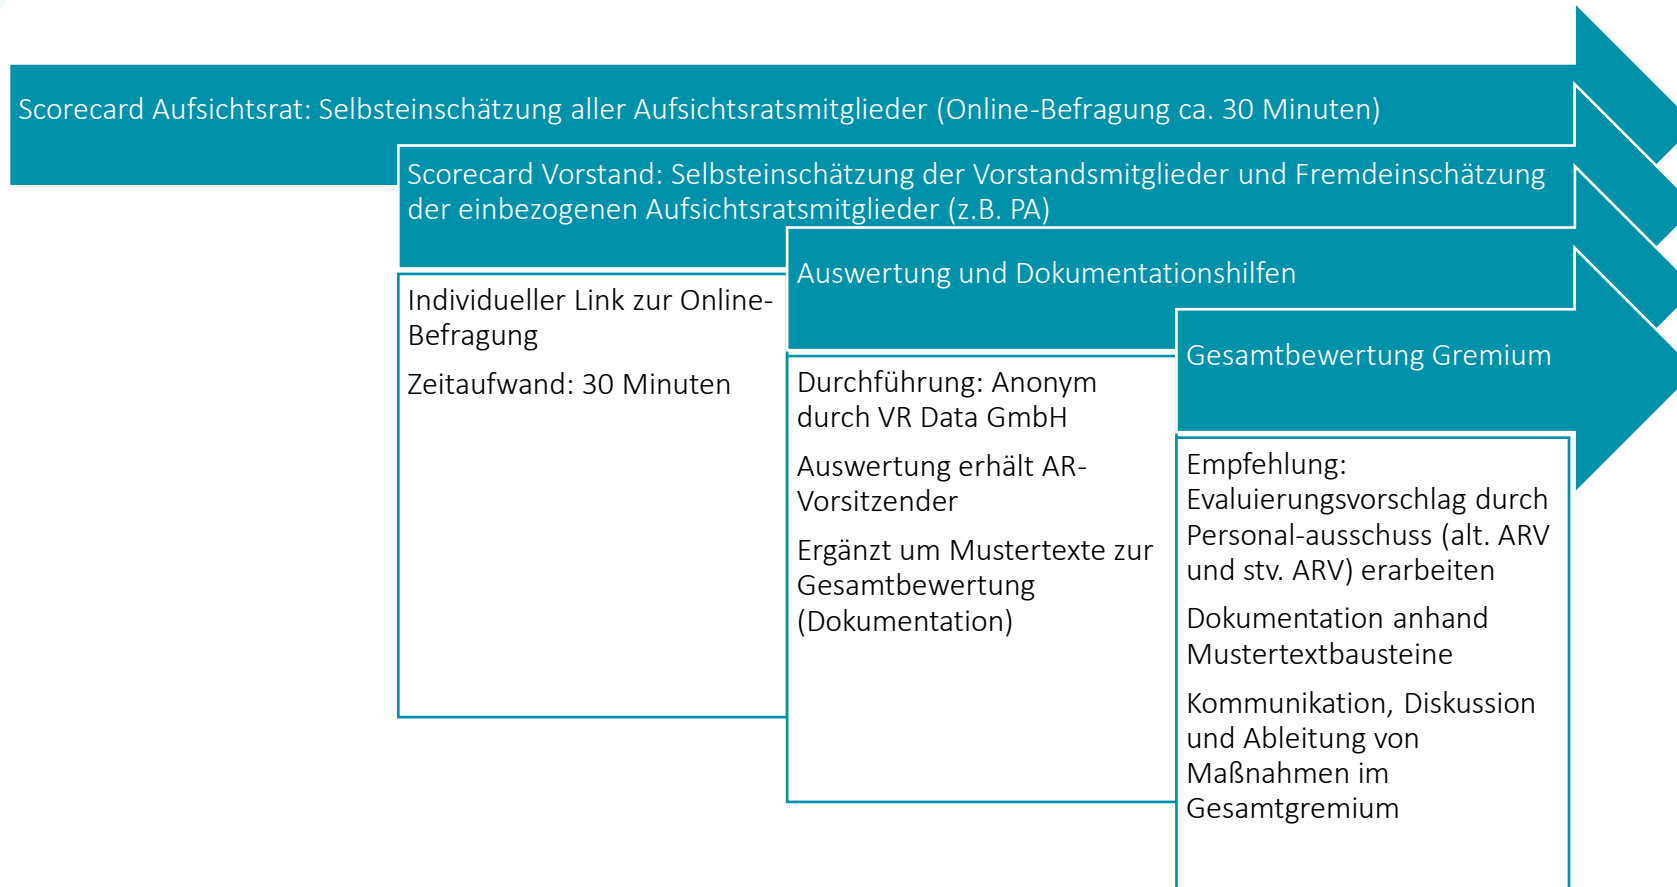 Scorecard Aufsichtsrat: Selbsteinschätzung aller Aufsichtsratsmitglieder (Online-Befragung ca. 30 Minuten)
Scorecard Vorstand: Selbsteinschätzung der Vorstandsmitglieder und Fremdeinschätzung
der einbezogenen Aufsichtsratsmitglieder (z.B. PA)
Individueller Link zur Online-
Befragung
Zeitaufwand: 30 Minuten
Auswertung und Dokumentationshilfen
Durchführung: Anonym
durch VR Data GmbH
Auswertung erhält AR-
Vorsitzender
Ergänzt um Mustertexte zur
Gesamtbewertung
(Dokumentation)
Gesamtbewertung Gremium
Empfehlung:
Evaluierungsvorschlag durch
Personal-ausschuss (alt. ARV
und stv. ARV) erarbeiten
Dokumentation anhand
Mustertextbausteine
Kommunikation, Diskussion
und Ableitung von
Maßnahmen im
Gesamtgremium